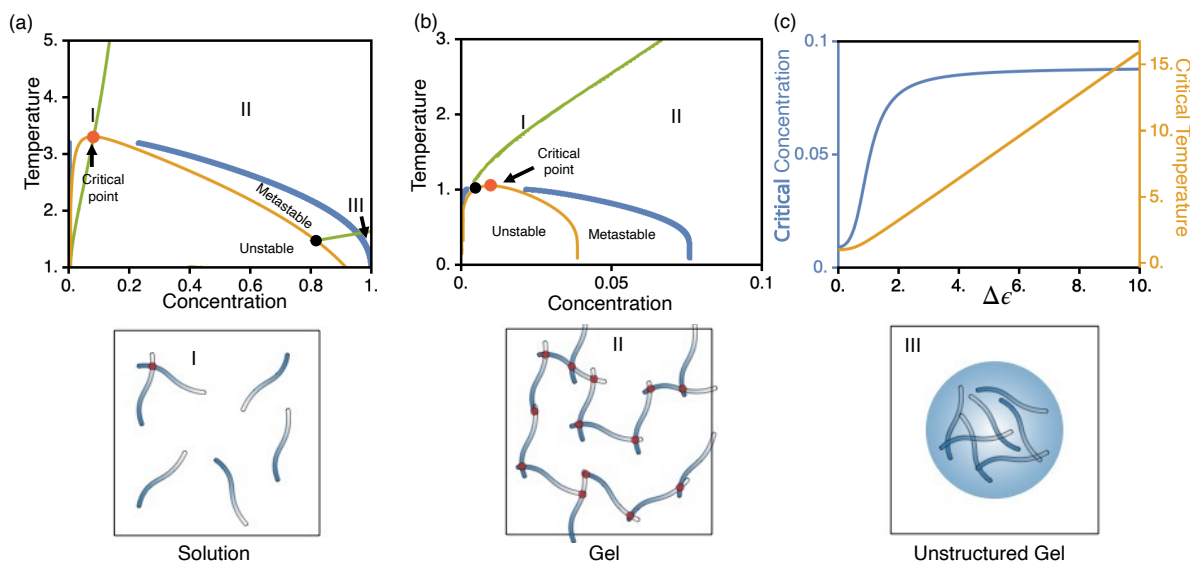 (a)
5.
4.
3.
2.
1.
Temperature
I
II
Critical
point
Metastable
III
Unstable
0.
0.2
0.4
0.6
0.8
1.
Concentration
(b)
3.
2.
1.
0.
Temperature
I
II
Critical
point
Unstable
Metastable
0.
0.05
0.1
Concentration
(c)
0.1
0.05
0.
Critical Concentration
15.
10.
5.
0.
Critical Temperature
0.
2.
4.
6.
8.
10.
Δϵ
I
Solution
II
Gel
III
Unstructured Gel